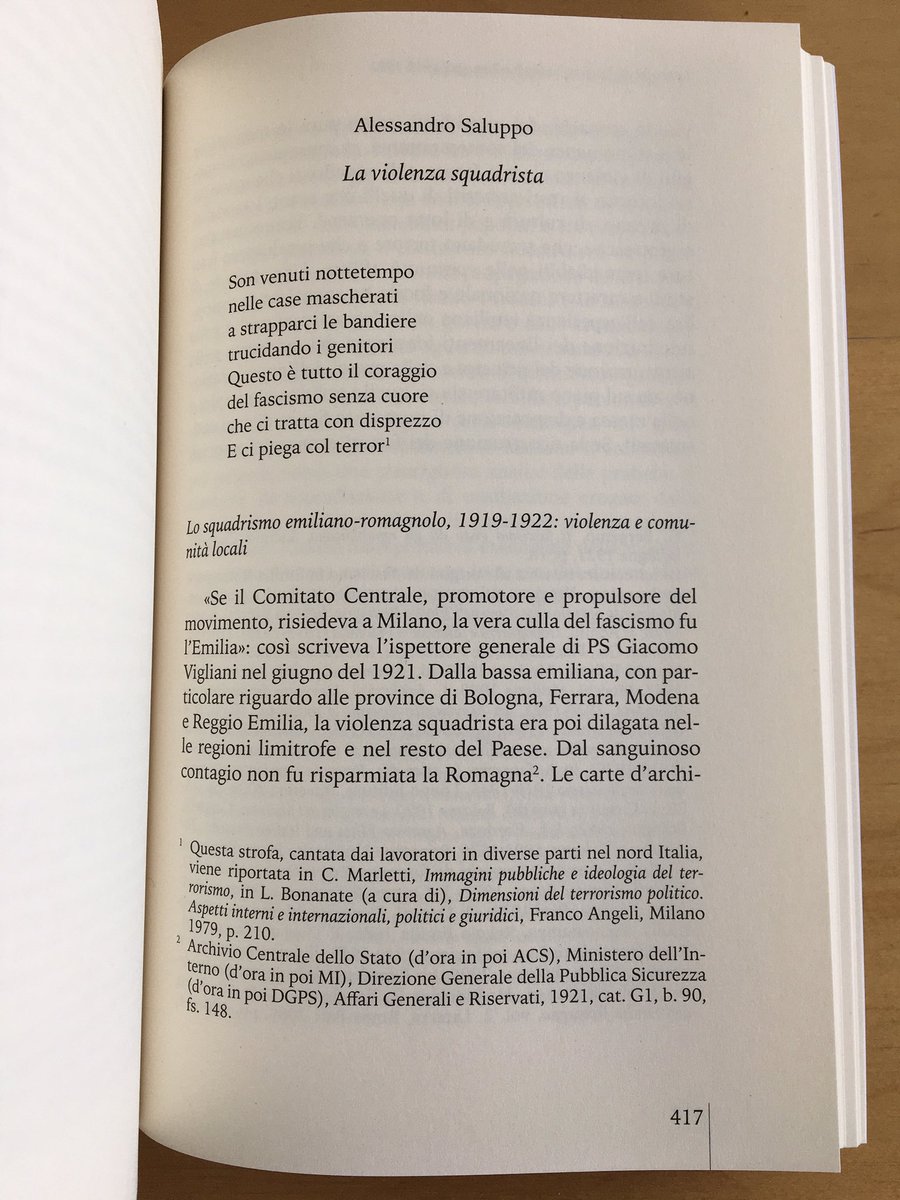 Alessandro Saluppo
La violenza squadrista
Son venuti nottetempo
nelle case mascherati
a strapparci le bandiere
trucidando i genitori
Questo è tutto il coraggio
del fascismo senza cuore
che ci tratta con disprezzo
E ci piega col terror¹
Lo squadrismo emiliano-romagnolo, 1919-1922: violenza e comu-
nità locali
«Se il Comitato Centrale, promotore e propulsore del
movimento, risiedeva a Milano, la vera culla del fascismo fu
l'Emilia»: così scriveva l'ispettore generale di PS Giacomo
Vigliani nel giugno del 1921. Dalla bassa emiliana, con par-
ticolare riguardo alle province di Bologna, Ferrara, Modena
e Reggio Emilia, la violenza squadrista era poi dilagata nel-
le regioni limitrofe e nel resto del Paese. Dal sanguinoso
contagio non fu risparmiata la Romagna². Le carte d'archi-
¹ Questa strofa, cantata dai lavoratori in diverse parti nel nord Italia,
viene riportata in C. Marletti, Immagini pubbliche e ideologia del ter-
rorismo, in L. Bonanate (a cura di), Dimensioni del terrorismo politico.
Aspetti interni e internazionali, politici e giuridici, Franco Angeli, Milano
1979, p. 210.
² Archivio Centrale dello Stato (d'ora in poi ACS), Ministero dell'In-
terno (d'ora in poi MI), Direzione Generale della Pubblica Sicurezza
(d'ora in poi DGPS), Affari Generali e Riservati, 1921, cat. G1, b. 90,
fs. 148.
417